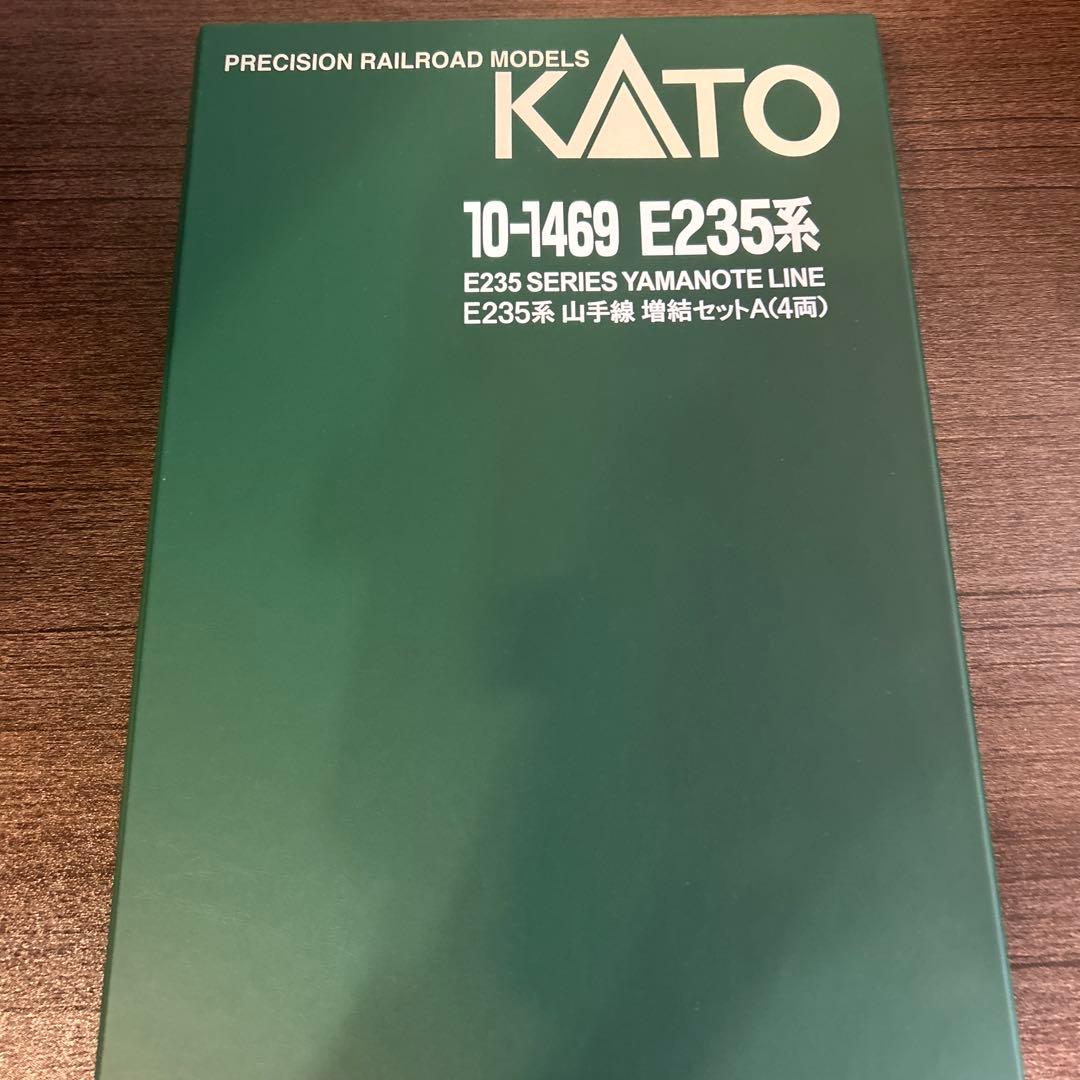 PRECISION RAILROAD MODELS
KATO
10-1469 E235系
E235 SERIES YAMANOTE LINE
E235系 山手線 増結セットA(4両)